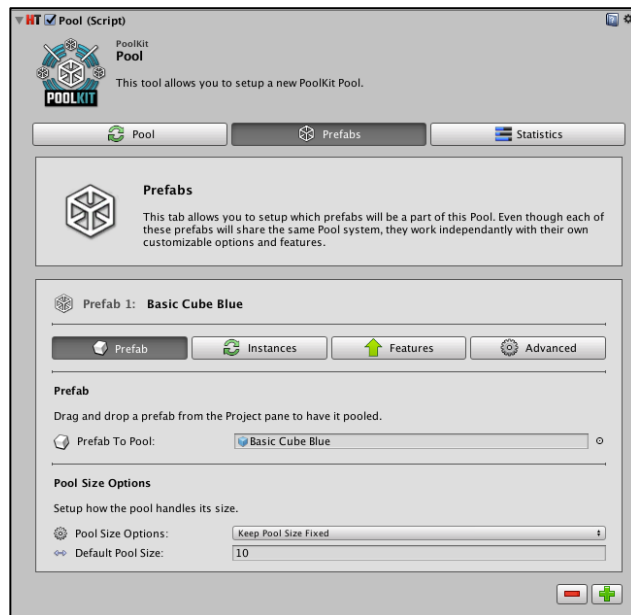 HT Pool (Script)
PoolKit
Pool
This tool allows you to setup a new PoolKit Pool.
POOLKIT
Pool
Prefabs
Statistics
Prefabs
This tab allows you to setup which prefabs will be a part of this Pool. Even though each of
these prefabs will share the same Pool system, they work independantly with their own
customizable options and features.
Prefab 1: Basic Cube Blue
Prefab
Instances
Features
Advanced
Prefab
Drag and drop a prefab from the Project pane to have it pooled.
Prefab To Pool:
Basic Cube Blue
Pool Size Options
Setup how the pool handles its size.
Pool Size Options:
Keep Pool Size Fixed
Default Pool Size:
10